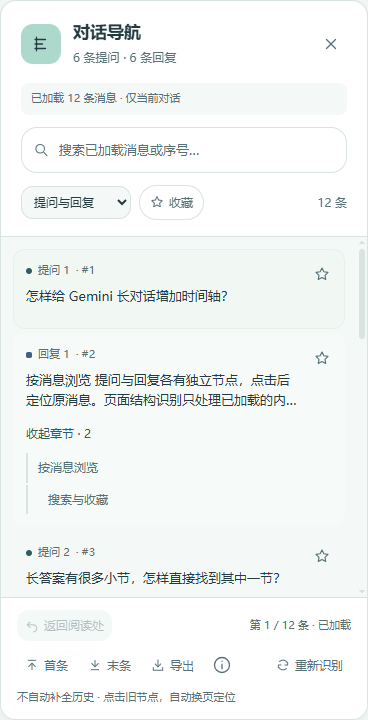 对话导航
6 条提问 · 6 条回复
已加载 12 条消息 · 仅当前对话
搜索已加载消息或序号...
提问与回复
收藏
12 条
提问 1 · #1
怎样给 Gemini 长对话增加时间轴？
回复 1 · #2
按消息浏览 提问与回复各有独立节点，点击后
定位原消息。页面结构识别只处理已加载的内...
收起章节 · 2
按消息浏览
搜索与收藏
提问 2 · #3
长答案有很多小节，怎样直接找到其中一节？
返回阅读处
第 1 / 12 条 · 已加载
首条
末条
导出
重新识别
不自动补全历史 · 点击旧节点，自动换页定位